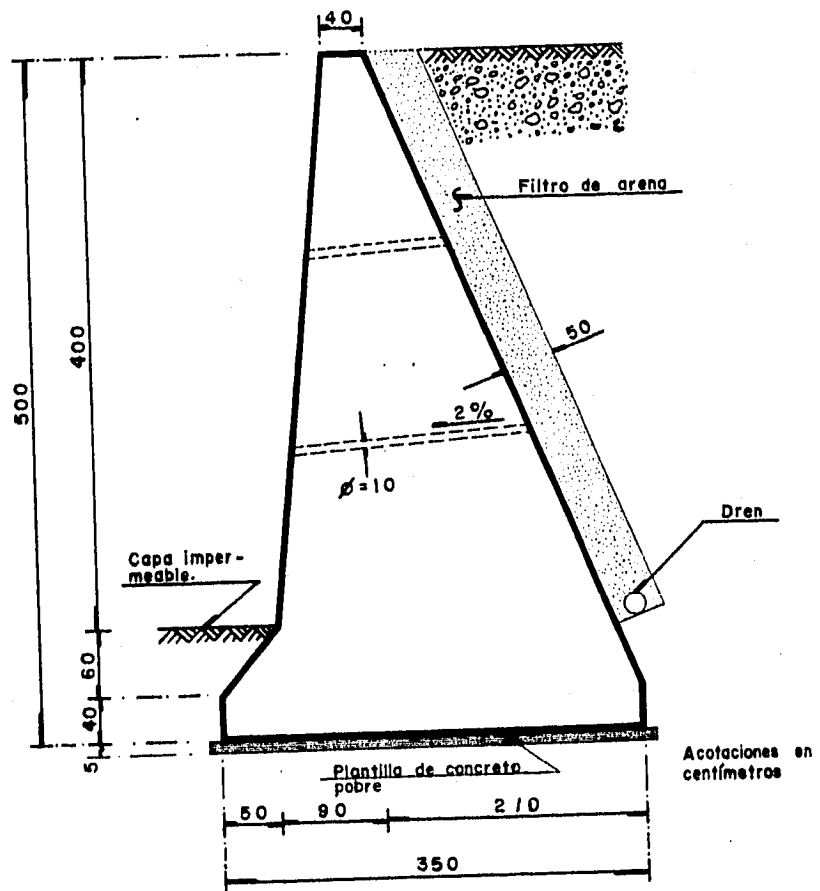 40
Filtro de arena
50
500
400
2%
Ø=10
Dren
Capa imper-
meable.
60
40
5
Plantilla de concreto
pobre
Acotaciones en
centímetros
50
90
210
350